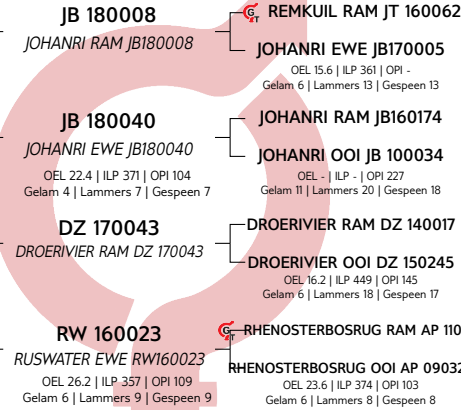 JB 180008
JOHANRI RAM JB180008
GT REMKUIL RAM JT 160062
JOHANRI EWE JB170005
OEL 15.6 | ILP 361 | OPI -
Gelam 6 | Lammers 13 | Gespeen 13
JB 180040
JOHANRI EWE JB180040
OEL 22.4 | ILP 371 | OPI 104
Gelam 4 | Lammers 7 | Gespeen 7
JOHANRI RAM JB160174
JOHANRI OOI JB 100034
OEL - | ILP - | OPI 227
Gelam 11 | Lammers 20 | Gespeen 18
DZ 170043
DROERIVIER RAM DZ 170043
DROERIVIER RAM DZ 140017
DROERIVIER OOI DZ 150245
OEL 16.2 | ILP 449 | OPI 145
Gelam 6 | Lammers 18 | Gespeen 17
RW 160023
RUSWATER EWE RW160023
OEL 26.2 | ILP 357 | OPI 109
Gelam 6 | Lammers 9 | Gespeen 9
GT RHENOSTERBOSRUG RAM AP 110
RHENOSTERBOSRUG OOI AP 09032
OEL 23.6 | ILP 374 | OPI 103
Gelam 6 | Lammers 8 | Gespeen 8